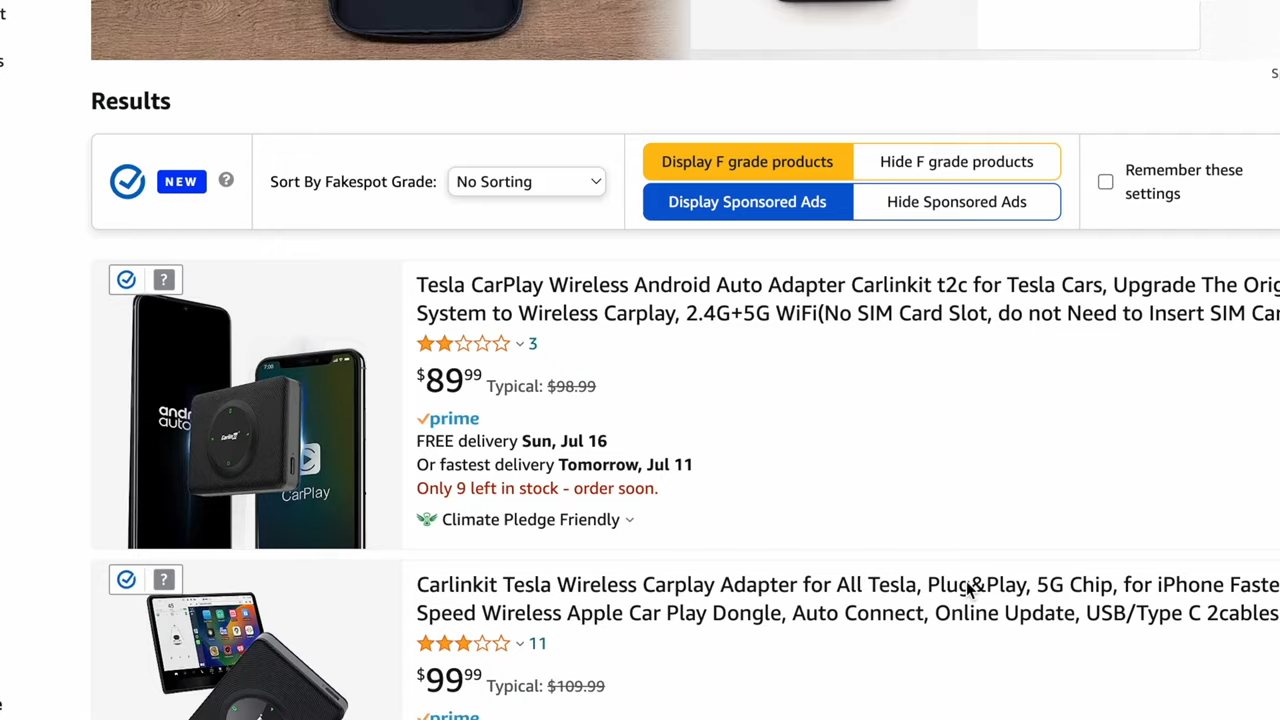 t
s
S
Results
NEW
?
Sort By Fakespot Grade:
No Sorting
Display F grade products
Hide F grade products
Display Sponsored Ads
Hide Sponsored Ads
Remember these
settings
?
Tesla CarPlay Wireless Android Auto Adapter Carlinkit t2c for Tesla Cars, Upgrade The Orig
System to Wireless Carplay, 2.4G+5G WiFi(No SIM Card Slot, do not Need to Insert SIM Car
3
$89 99 Typical: $98.99
prime
FREE delivery Sun, Jul 16
Or fastest delivery Tomorrow, Jul 11
Only 9 left in stock - order soon.
Climate Pledge Friendly
andr
auto
CarPlay
?
Carlinkit Tesla Wireless Carplay Adapter for All Tesla, Plug&Play, 5G Chip, for iPhone Faste
Speed Wireless Apple Car Play Dongle, Auto Connect, Online Update, USB/Type C 2cables
11
$99 99 Typical: $109.99
prime
e